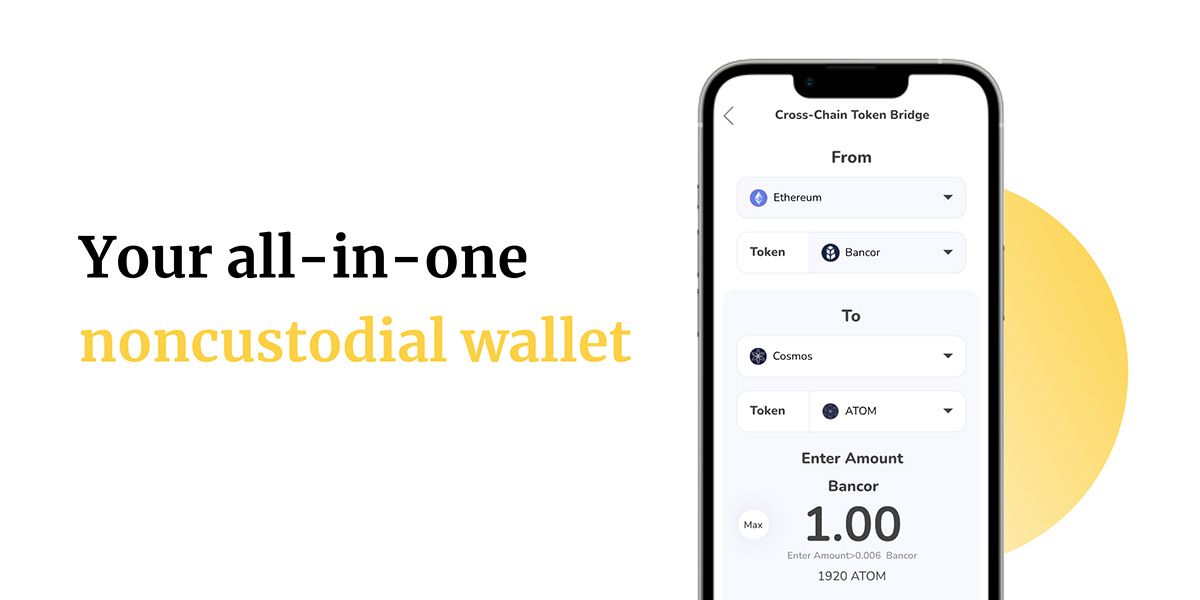 Your all-in-one
noncustodial wallet
Cross-Chain Token Bridge
From
Ethereum
Token Bancor
To
Cosmos
Token ATOM
Enter Amount
Bancor
Max 1.00
Enter Amount>0.006 Bancor
1920 ATOM